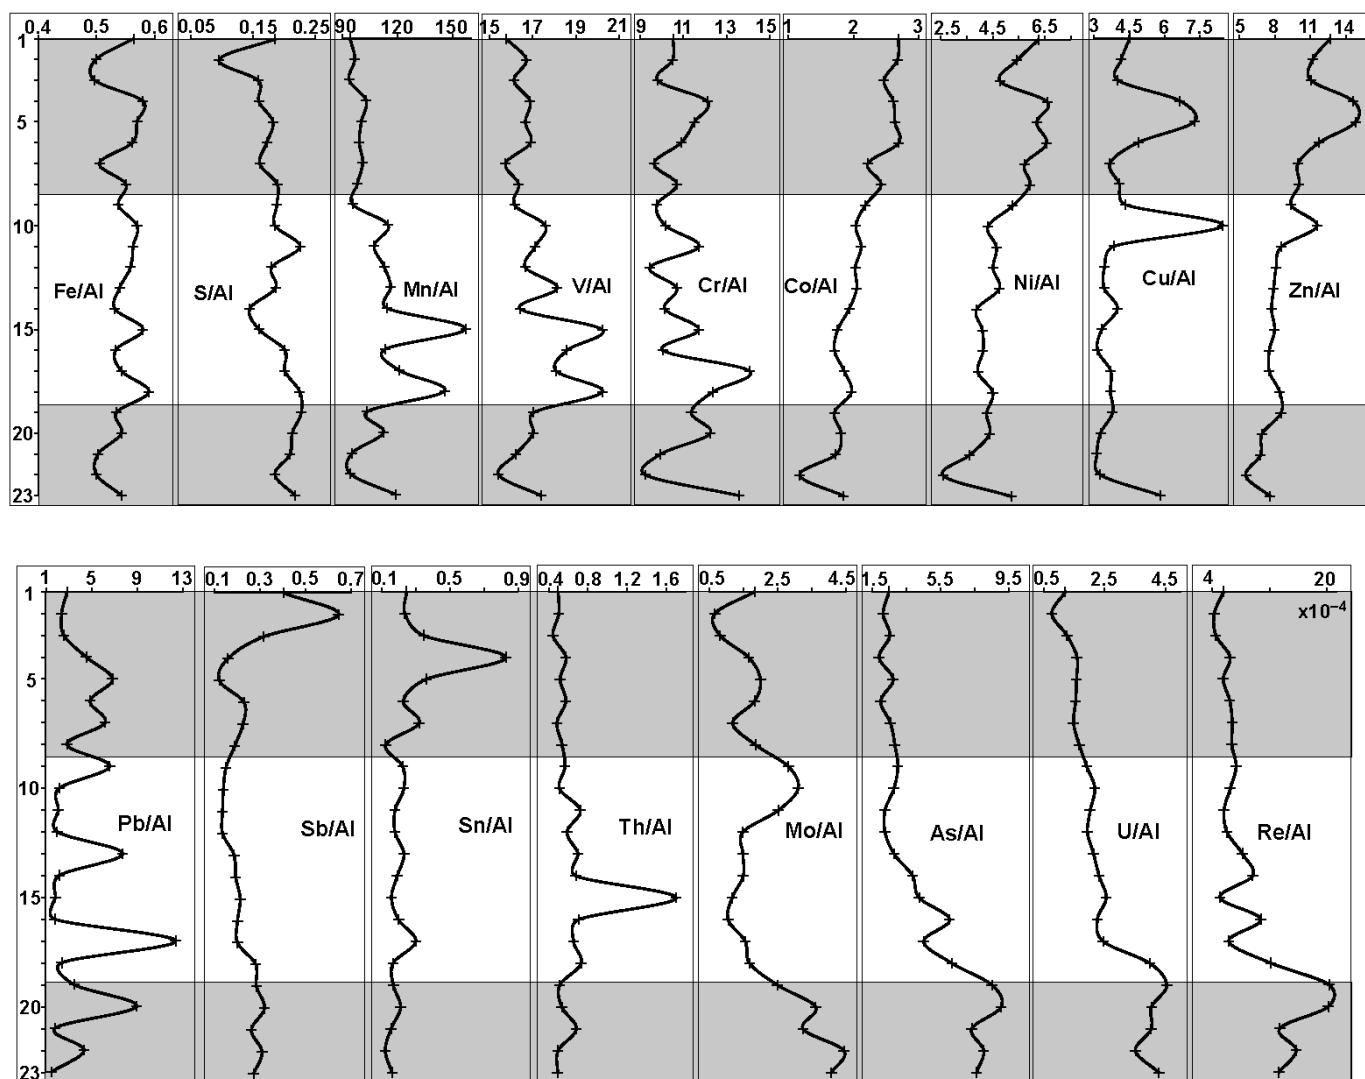 0.4 0.5 0.6 0.05 0.15 0.25 90 120 150 15 17 19 21 9 11 13 15 1 2 3 2.5 4.5 6.5 3 4.5 6 7.5 5 8 11 14
1
5
10
Fe/Al S/Al Mn/Al V/Al Cr/Al Co/Al Ni/Al Cu/Al Zn/Al
15
20
23
1 5 9 13 0.1 0.3 0.5 0.7 0.1 0.5 0.9 0.4 0.8 1.2 1.6 0.5 2.5 4.5 1.5 5.5 9.5 0.5 2.5 4.5 4 20
1
x10⁻⁴
5
10
Pb/Al Sb/Al Sn/Al Th/Al Mo/Al As/Al U/Al Re/Al
15
20
23